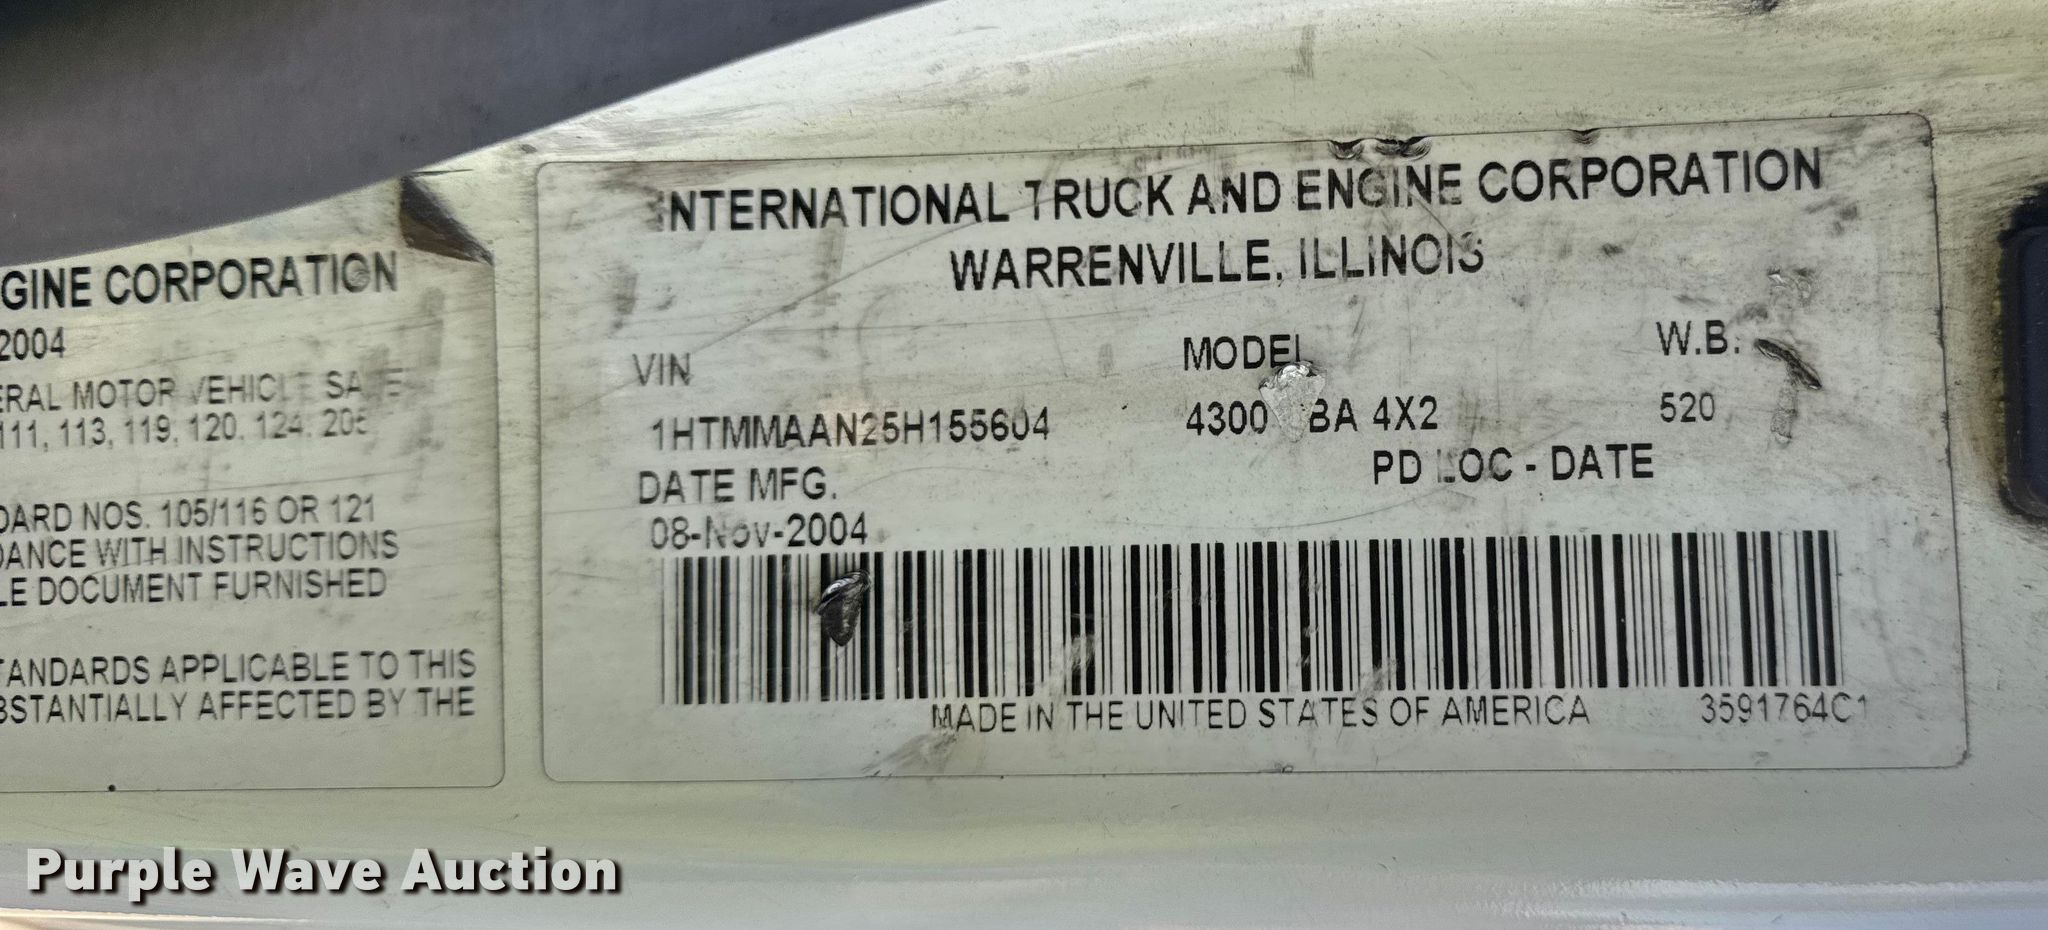 GINE CORPORATION
2004
ERAL MOTOR VEHICLE SAFE
111, 113, 119, 120, 124, 205
DARD NOS. 105/116 OR 121
DANCE WITH INSTRUCTIONS
LE DOCUMENT FURNISHED
TANDARDS APPLICABLE TO THIS
BSTANTIALLY AFFECTED BY THE
INTERNATIONAL TRUCK AND ENGINE CORPORATION
WARRENVILLE, ILLINOIS
VIN MODEL W.B.
1HTMMAAN25H155604 4300 BA 4X2 520
DATE MFG. PD LOC - DATE
08-Nov-2004
MADE IN THE UNITED STATES OF AMERICA 3591764C1
Purple Wave Auction